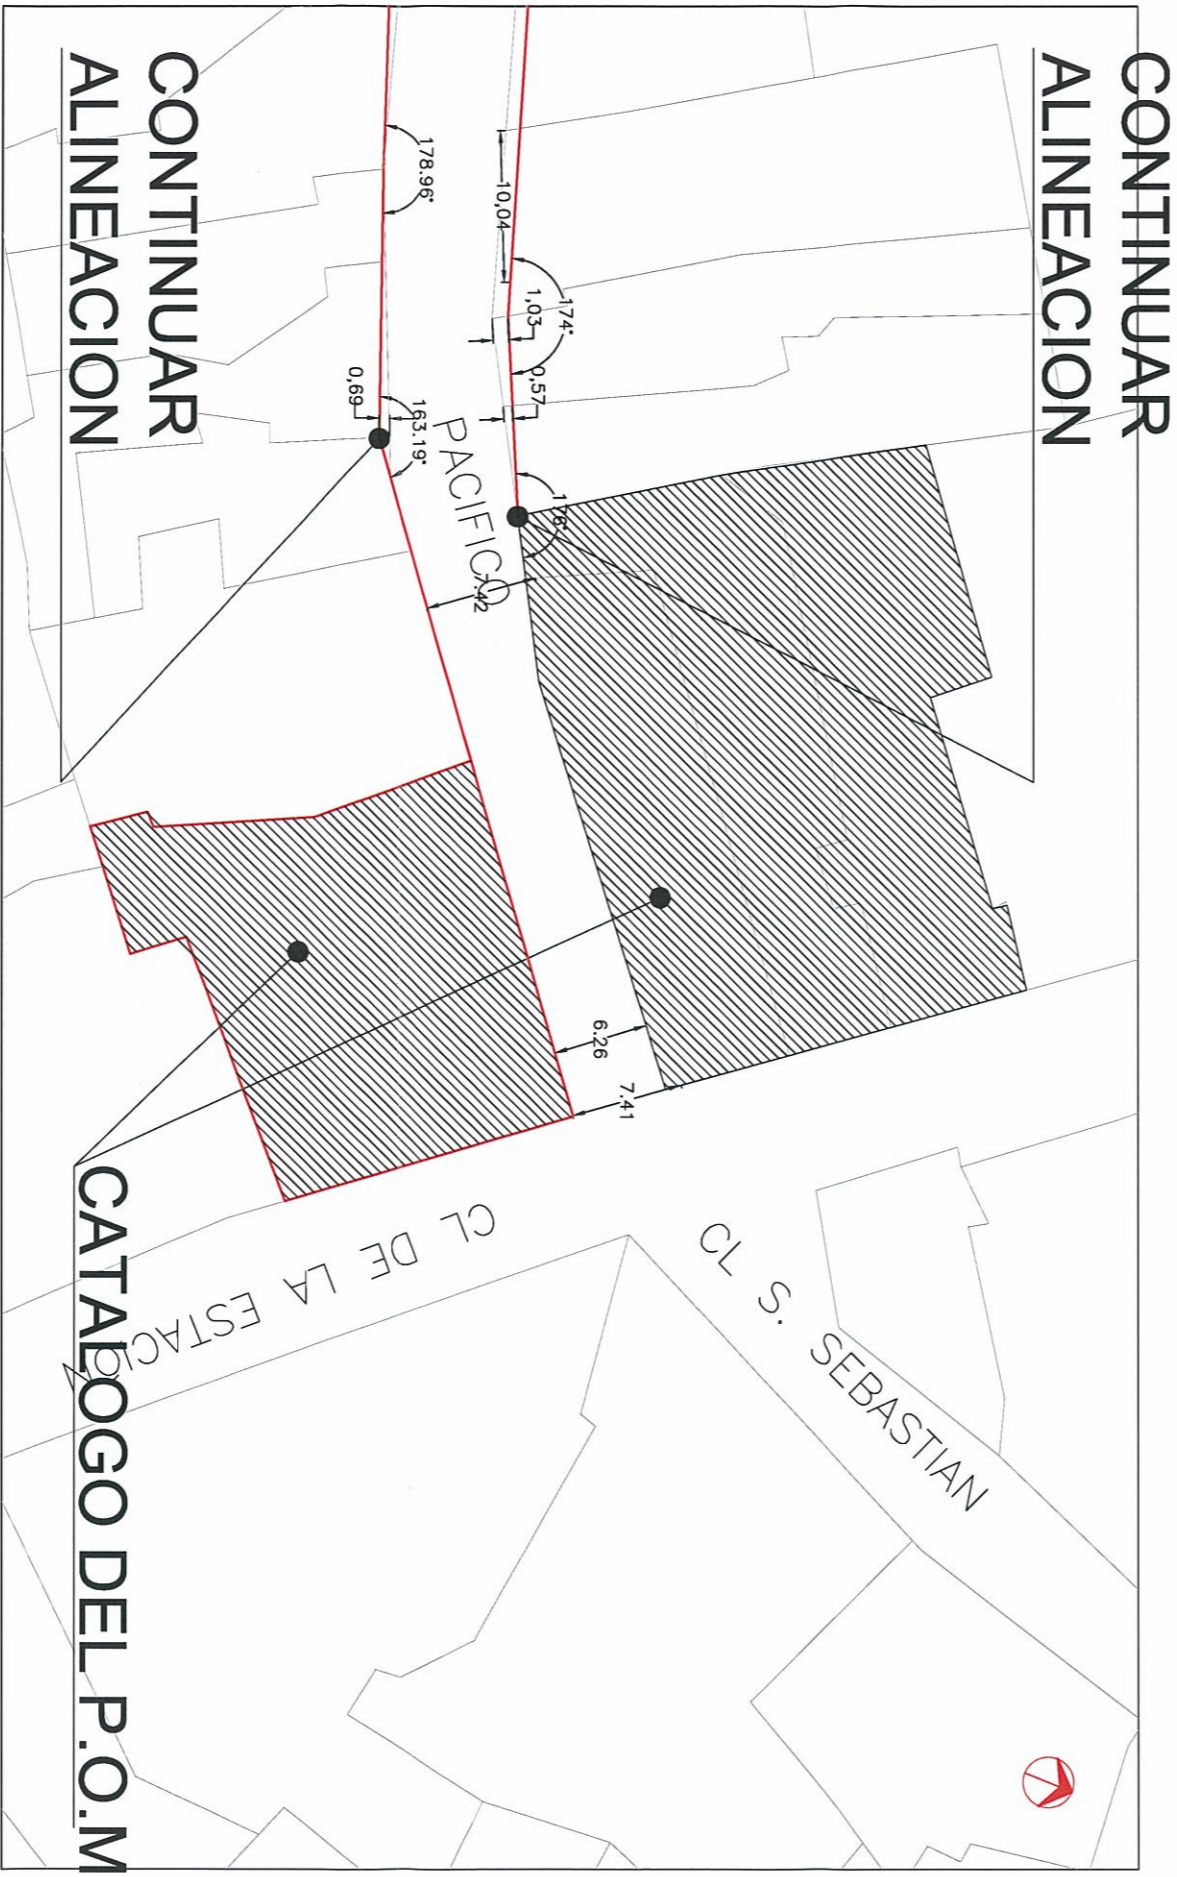 CONTINUAR
ALINEACION
CONTINUAR
ALINEACION
178.96°
10,04
174°
1,03
0,57
0,69
163.19°
176°
PACIFICO
7.42
6.26
7.41
CL DE LA ESTACION
CL S. SEBASTIAN
CATALOGO DEL P.O.M